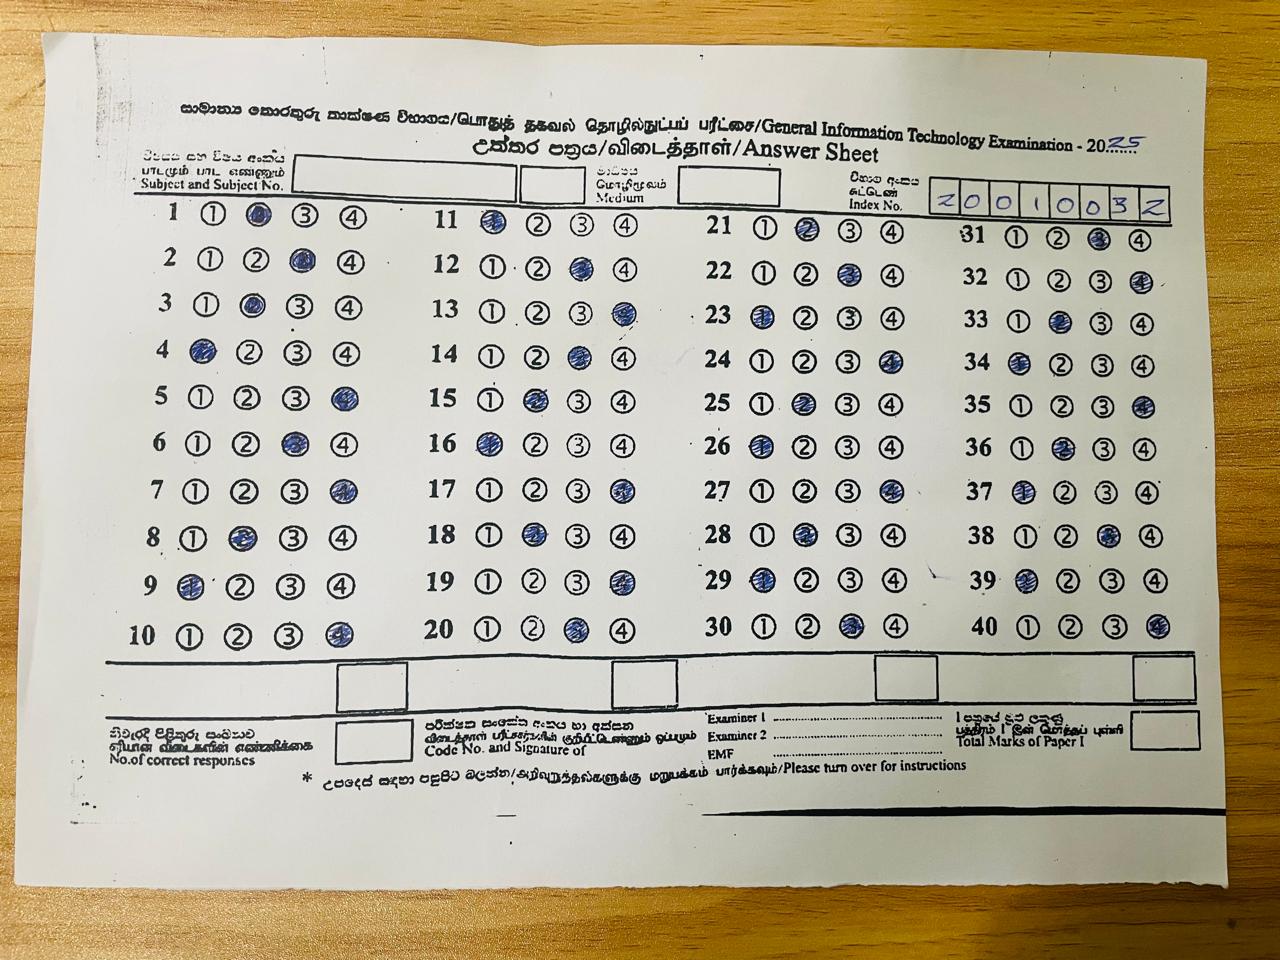 සාමාන්‍ය තොරතුරු තාක්ෂණ විභාගය/பொதுத் தகவல் தொழில்நுட்பப் பரீட்சை/General Information Technology Examination - 2025
උත්තර පත්‍රය/விடைத்தாள்/Answer Sheet
විෂයය සහ විෂය අංකය
பாடமும் பாட எண்ணும்
Subject and Subject No.
මාධ්‍යය
மொழிமூலம்
Medium
විභාග අංකය
சுட்டெண்
Index No.
2 0 0 1 0 0 3 2
1 ① ② ③ ④ 11 ① ② ③ ④ 21 ① ② ③ ④ 31 ① ② ③ ④
2 ① ② ③ ④ 12 ① ② ③ ④ 22 ① ② ③ ④ 32 ① ② ③ ④
3 ① ② ③ ④ 13 ① ② ③ ④ 23 ① ② ③ ④ 33 ① ② ③ ④
4 ① ② ③ ④ 14 ① ② ③ ④ 24 ① ② ③ ④ 34 ① ② ③ ④
5 ① ② ③ ④ 15 ① ② ③ ④ 25 ① ② ③ ④ 35 ① ② ③ ④
6 ① ② ③ ④ 16 ① ② ③ ④ 26 ① ② ③ ④ 36 ① ② ③ ④
7 ① ② ③ ④ 17 ① ② ③ ④ 27 ① ② ③ ④ 37 ① ② ③ ④
8 ① ② ③ ④ 18 ① ② ③ ④ 28 ① ② ③ ④ 38 ① ② ③ ④
9 ① ② ③ ④ 19 ① ② ③ ④ 29 ① ② ③ ④ 39 ① ② ③ ④
10 ① ② ③ ④ 20 ① ② ③ ④ 30 ① ② ③ ④ 40 ① ② ③ ④
නිවැරදි පිළිතුරු සංඛ්‍යාව
சரியான விடைகளின் எண்ணிக்கை
No.of correct responses
පරීක්ෂක සංකේත අංකය හා අත්සන
விடைத்தாள் பரீட்சகர்களின் குறியீட்டெண்ணும் ஒப்பமும்
Code No. and Signature of
Examiner 1
Examiner 2
EMF
I පත්‍රයේ මුළු ලකුණු
பத்திரம் I இன் மொத்தப் புள்ளி
Total Marks of Paper I
* උපදෙස් සඳහා පසුපිට බලන්න/அறிவுறுத்தல்களுக்கு மறுபக்கம் பார்க்கவும்/Please turn over for instructions